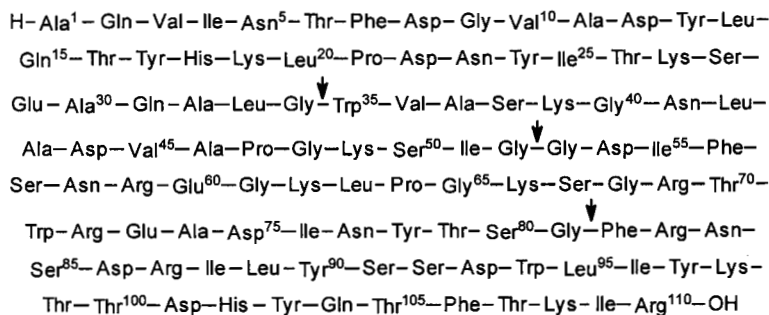 H–Ala¹–Gln–Val–Ile–Asn⁵–Thr–Phe–Asp–Gly–Val¹⁰–Ala–Asp–Tyr–Leu–
Gln¹⁵–Thr–Tyr–His–Lys–Leu²⁰–Pro–Asp–Asn–Tyr–Ile²⁵–Thr–Lys–Ser–
Glu–Ala³⁰–Gln–Ala–Leu–Gly–Trp³⁵–Val–Ala–Ser–Lys–Gly⁴⁰–Asn–Leu–
Ala–Asp–Val⁴⁵–Ala–Pro–Gly–Lys–Ser⁵⁰–Ile–Gly–Gly–Asp–Ile⁵⁵–Phe–
Ser–Asn–Arg–Glu⁶⁰–Gly–Lys–Leu–Pro–Gly⁶⁵–Lys–Ser–Gly–Arg–Thr⁷⁰–
Trp–Arg–Glu–Ala–Asp⁷⁵–Ile–Asn–Tyr–Thr–Ser⁸⁰–Gly–Phe–Arg–Asn–
Ser⁸⁵–Asp–Arg–Ile–Leu–Tyr⁹⁰–Ser–Ser–Asp–Trp–Leu⁹⁵–Ile–Tyr–Lys–
Thr–Thr¹⁰⁰–Asp–His–Tyr–Gln–Thr¹⁰⁵–Phe–Thr–Lys–Ile–Arg¹¹⁰–OH